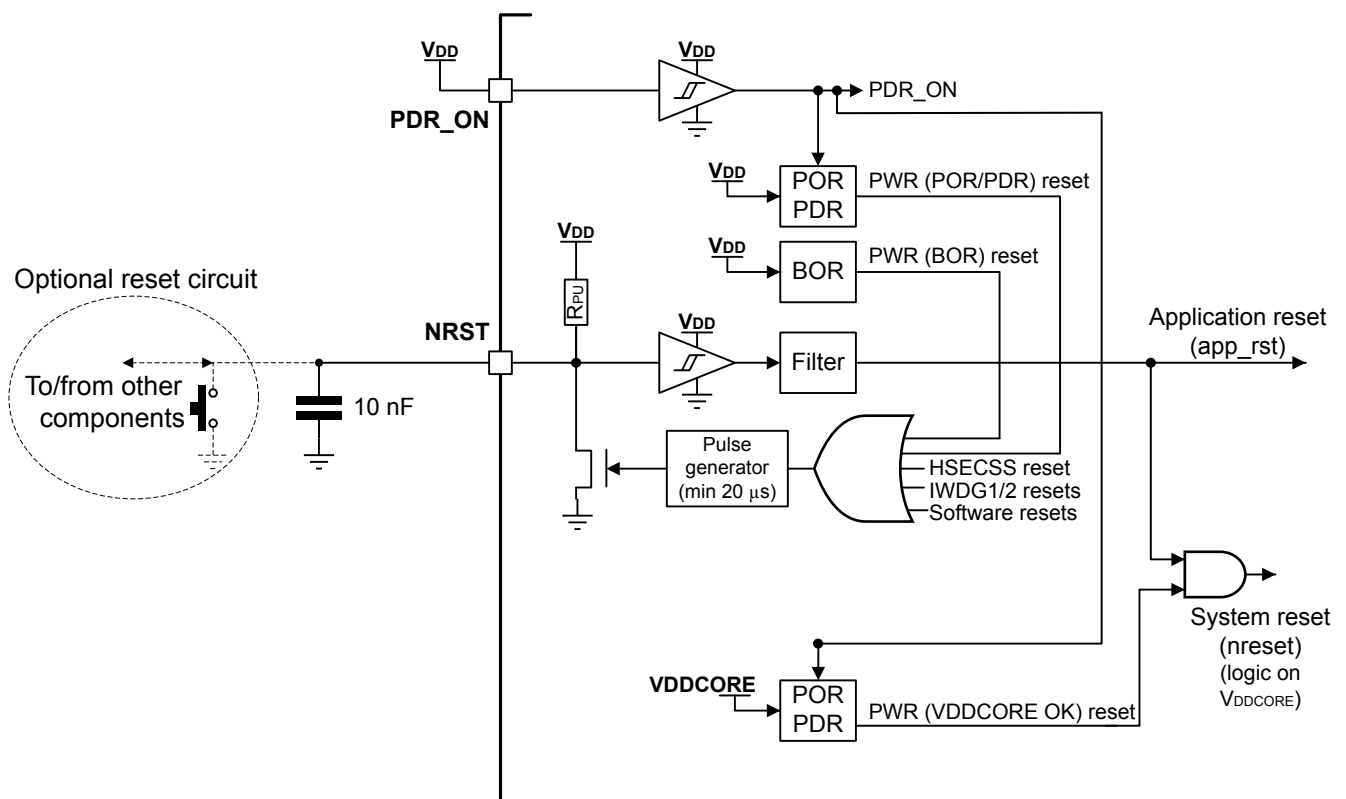 VDD
VDD
PDR_ON
PDR_ON
VDD
POR
PDR
PWR (POR/PDR) reset
VDD
BOR
PWR (BOR) reset
VDD
RPU
Optional reset circuit
To/from other
components
10 nF
NRST
VDD
Filter
Application reset
(app_rst)
Pulse
generator
(min 20 µs)
HSECSS reset
IWDG1/2 resets
Software resets
System reset
(nreset)
(logic on
VDDCORE)
VDDCORE
POR
PDR
PWR (VDDCORE OK) reset